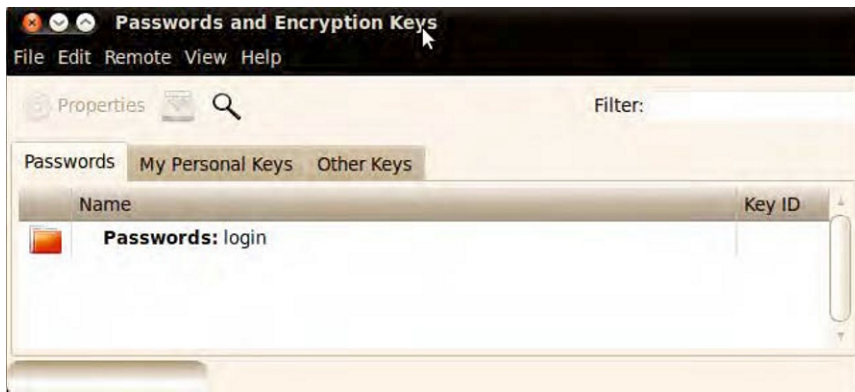 Passwords and Encryption Keys
File Edit Remote View Help
Properties Filter:
Passwords My Personal Keys Other Keys
Name Key ID
Passwords: login